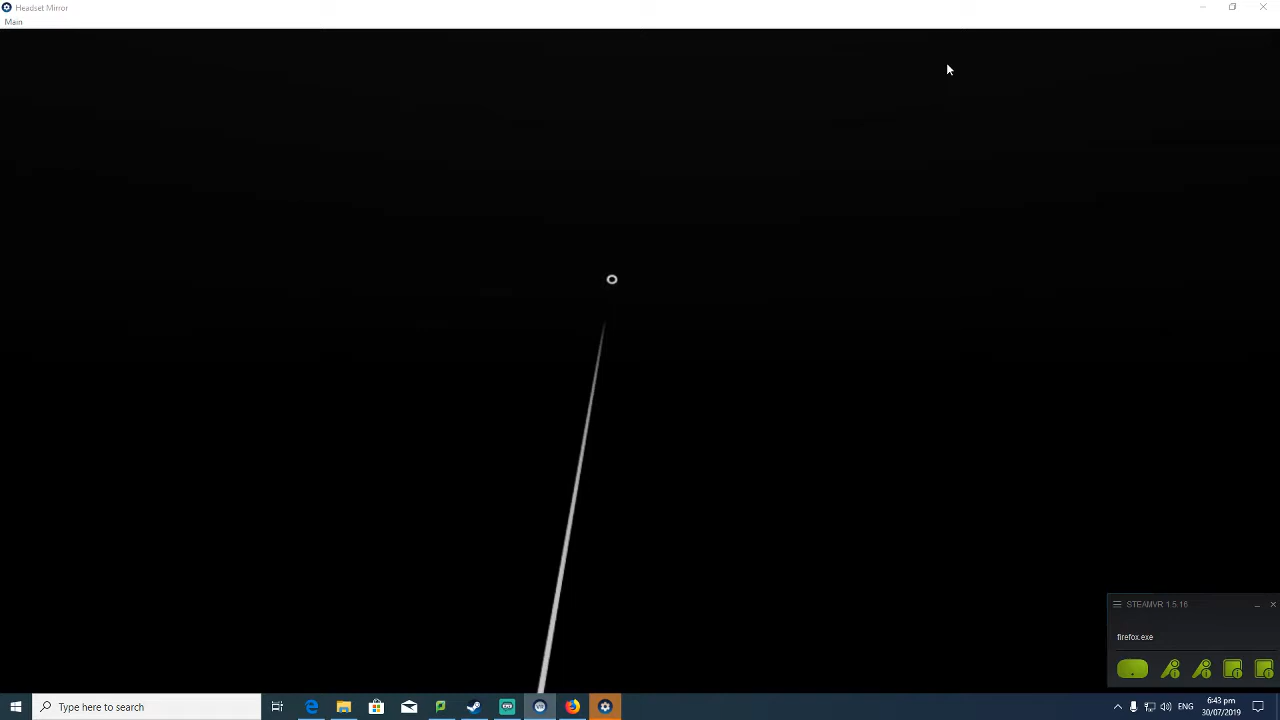 Headset Mirror
Main
STEAMVR 1.5.16
firefox.exe
Type here to search
ENG
6:43 pm
30/07/2019